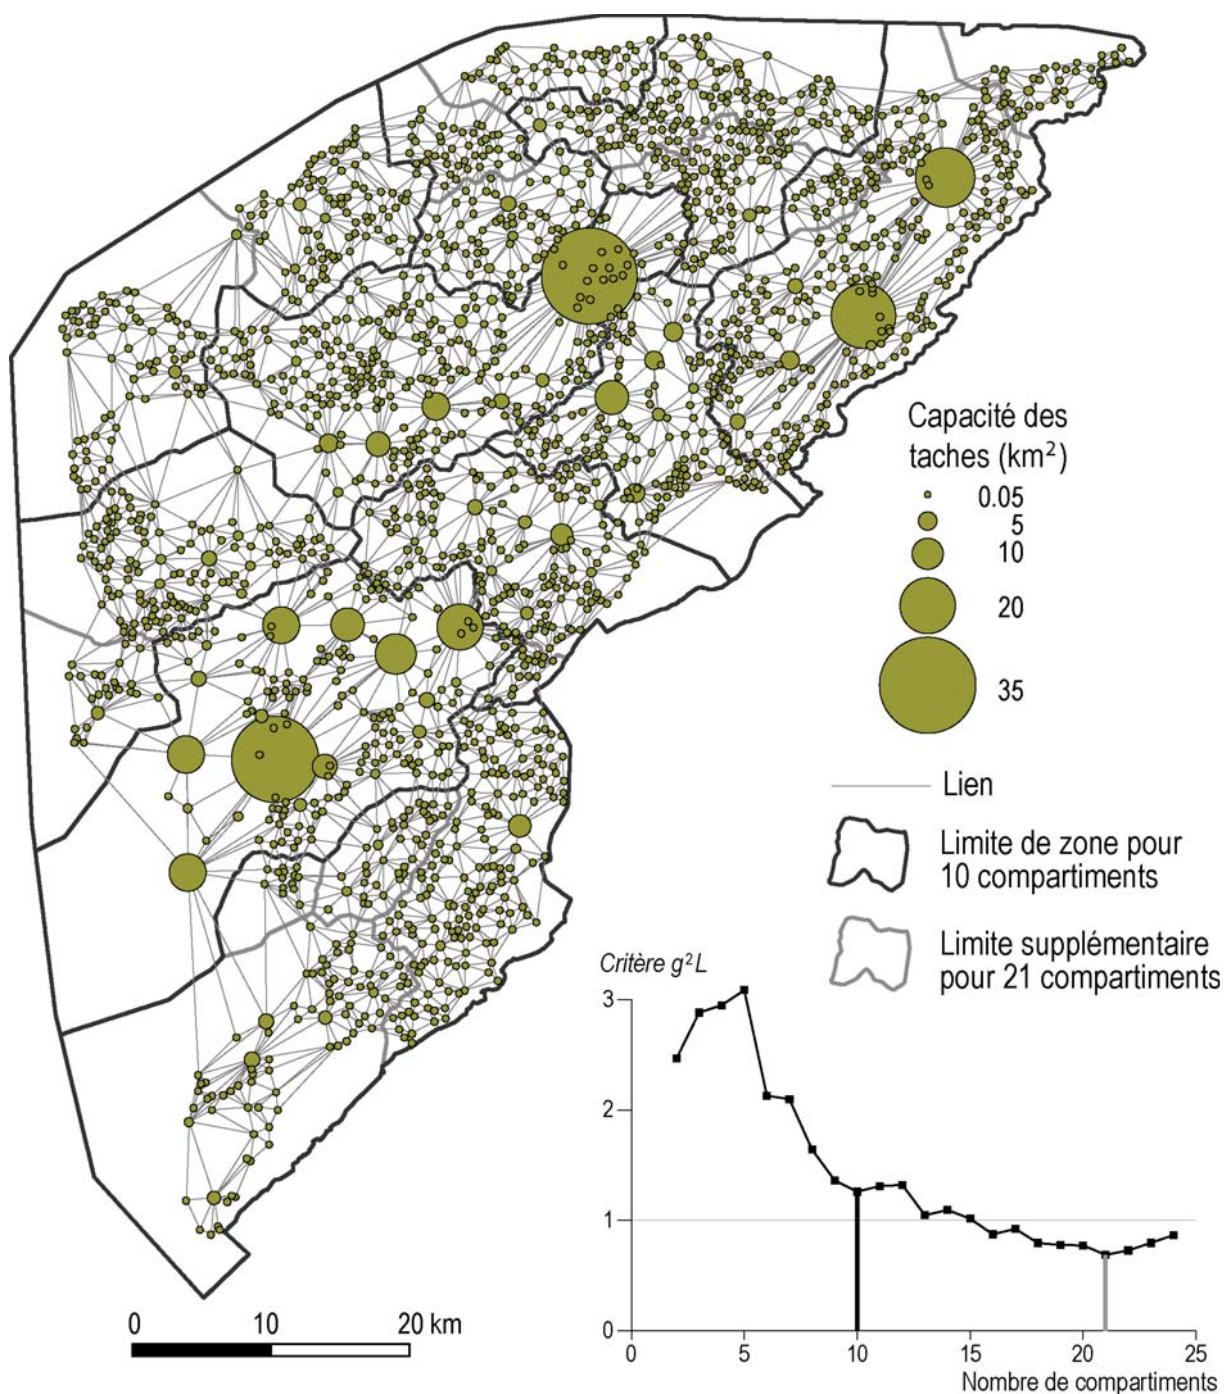 Capacité des
taches (km²)
0.05
5
10
20
35
Lien
Limite de zone pour
10 compartiments
Limite supplémentaire
pour 21 compartiments
Critère g²L
3
2
1
0
0 5 10 15 20 25
Nombre de compartiments
0 10 20 km